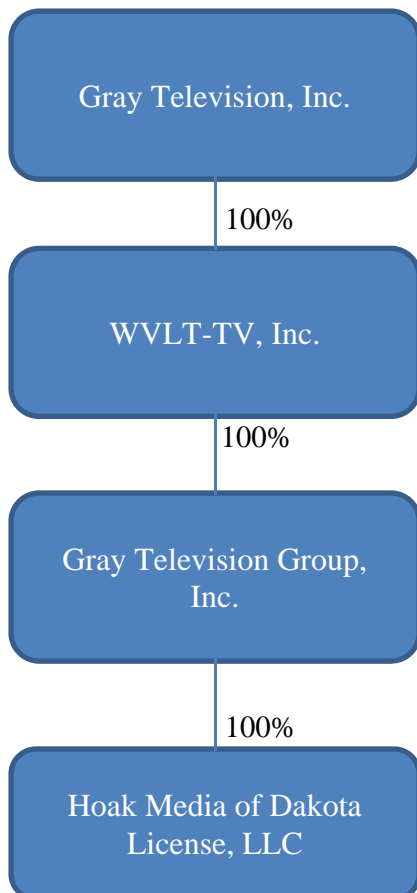 Gray Television, Inc.
100%
WVLT-TV, Inc.
100%
Gray Television Group,
Inc.
100%
Hoak Media of Dakota
License, LLC